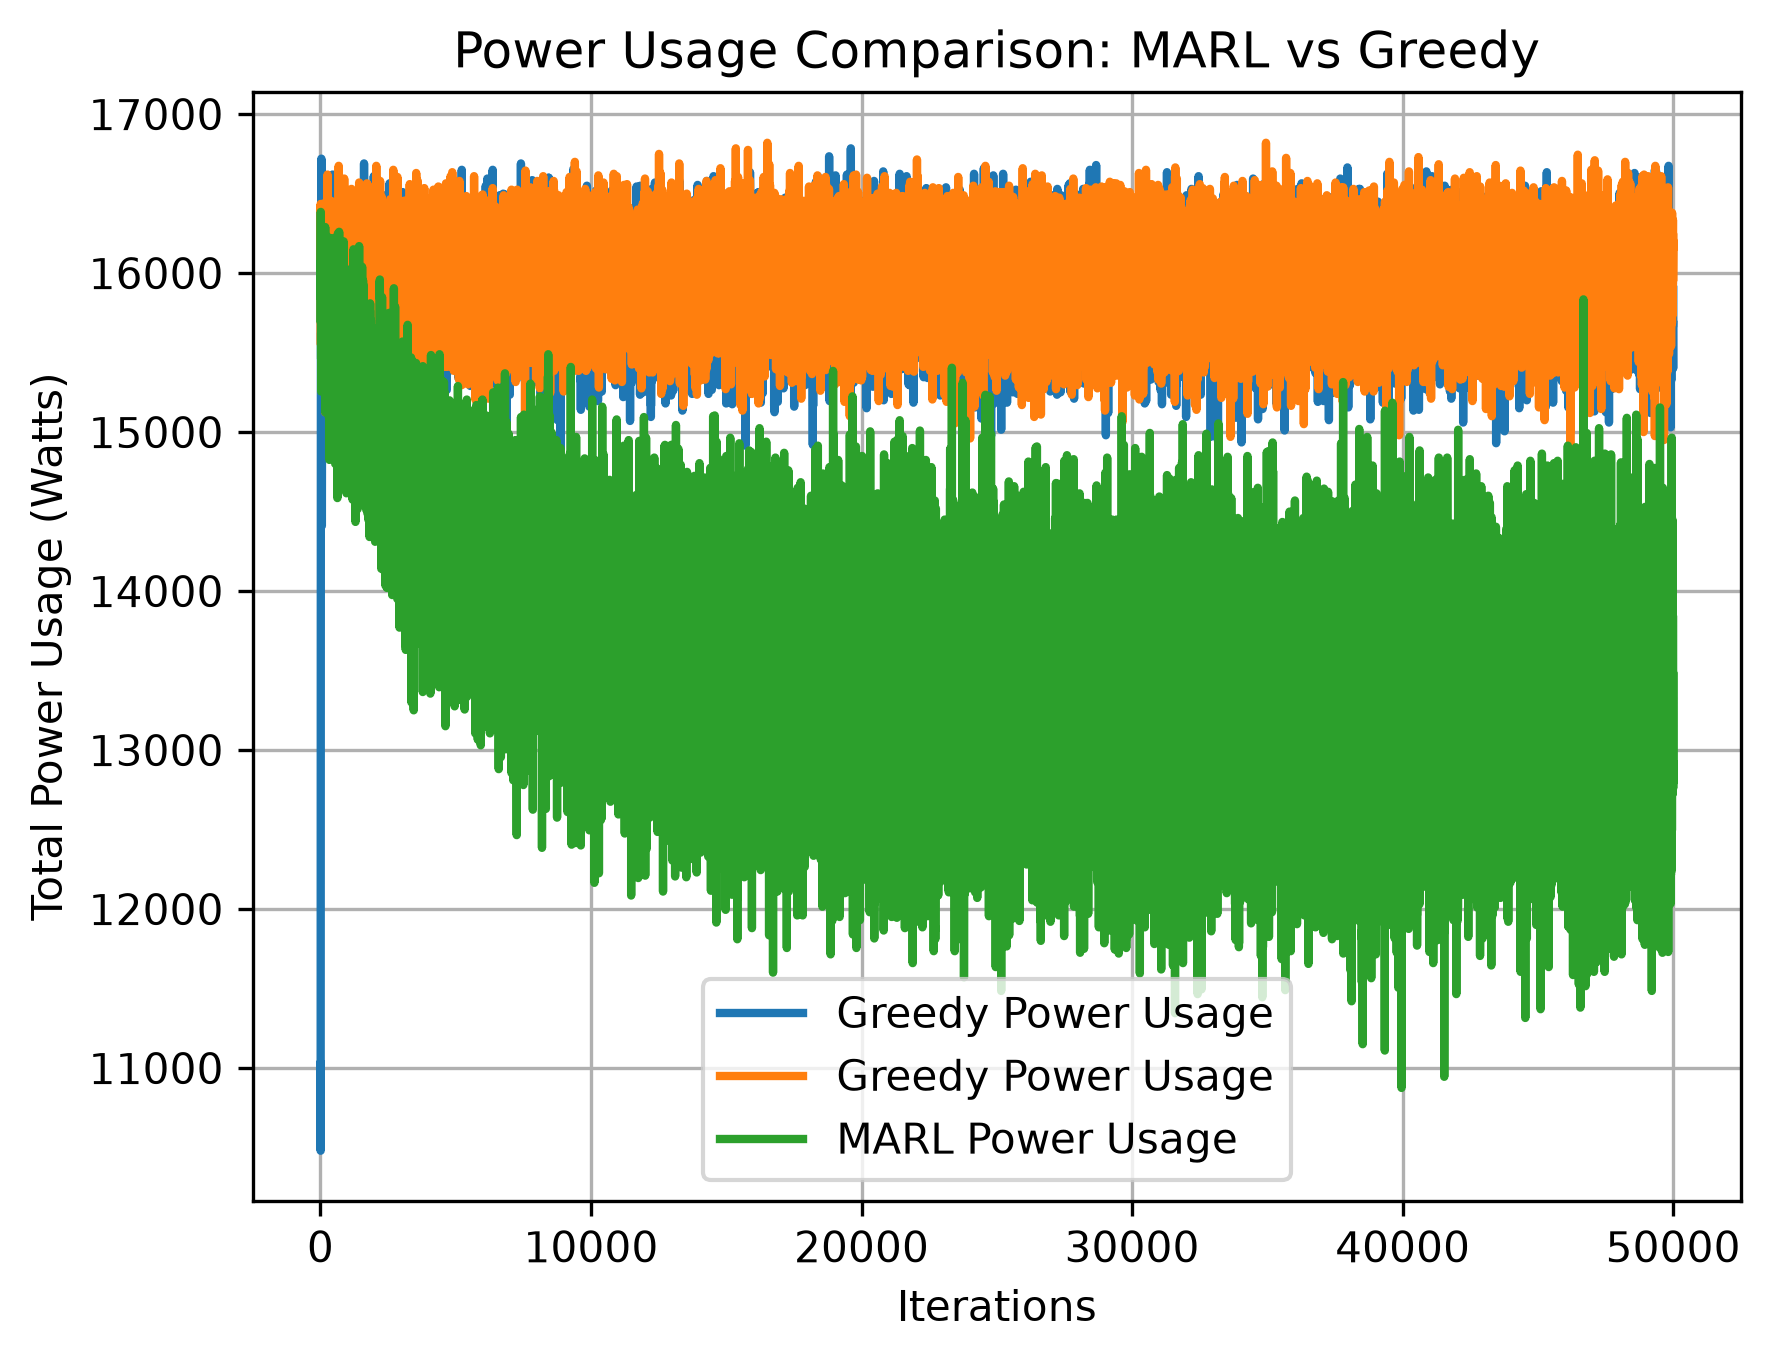 Power Usage Comparison: MARL vs Greedy
17000
16000
15000
14000
13000
12000
11000
Total Power Usage (Watts)
Greedy Power Usage
Greedy Power Usage
MARL Power Usage
0 10000 20000 30000 40000 50000
Iterations